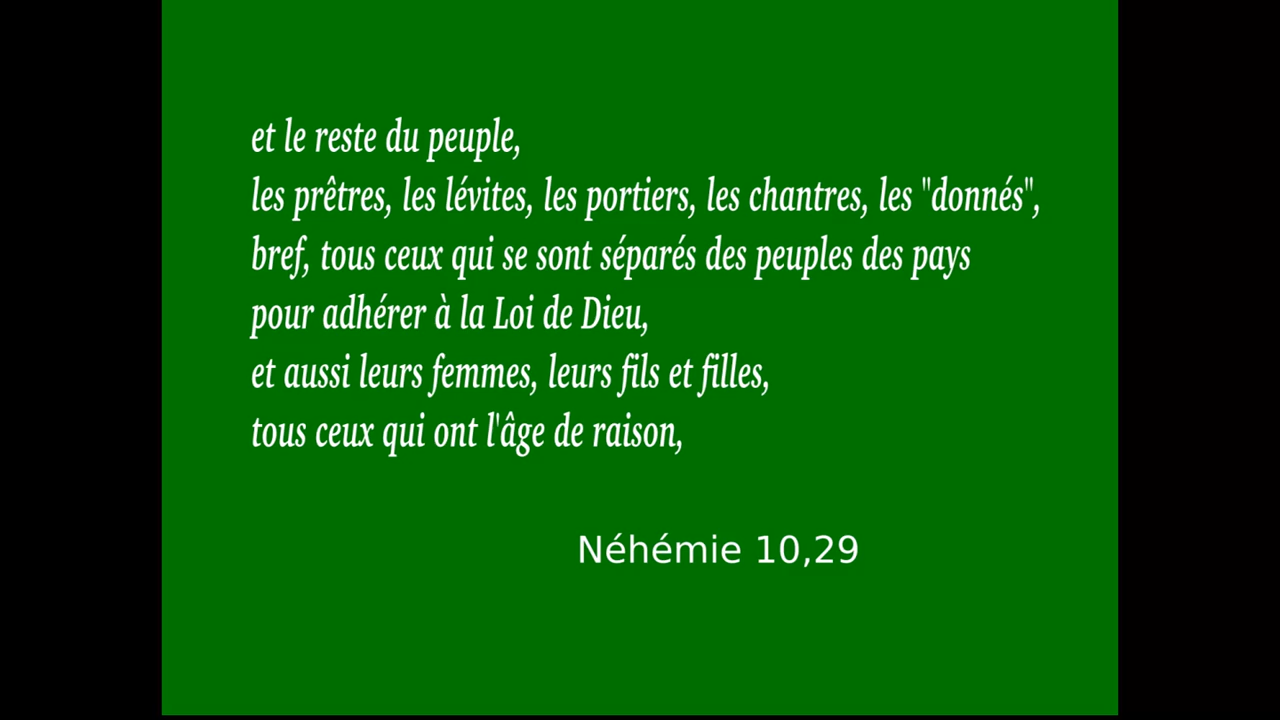 et le reste du peuple,
les prêtres, les lévites, les portiers, les chantres, les "donnés",
bref, tous ceux qui se sont séparés des peuples des pays
pour adhérer à la Loi de Dieu,
et aussi leurs femmes, leurs fils et filles,
tous ceux qui ont l'âge de raison,
Néhémie 10,29